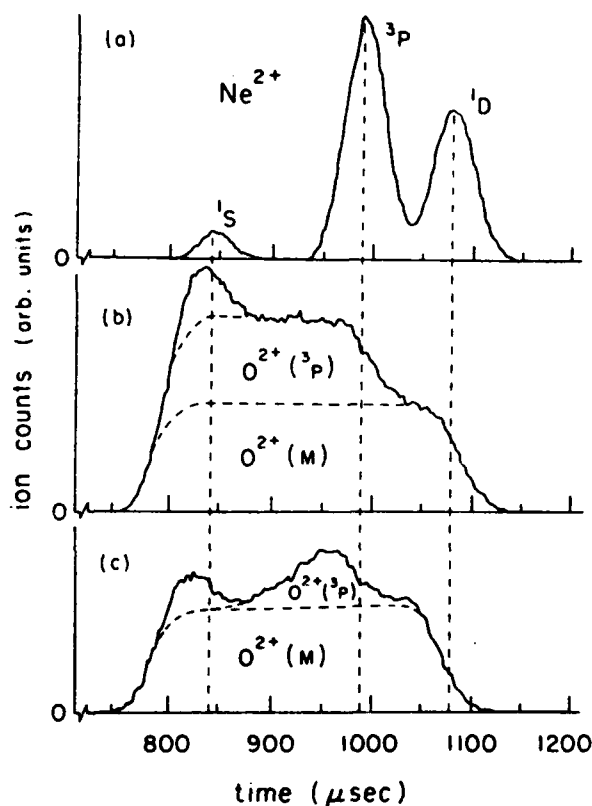 (a)
Ne²⁺
³P
¹D
¹S
0
(b)
O²⁺ (³P)
O²⁺ (M)
0
(c)
O²⁺(³P)
O²⁺ (M)
0
ion counts (arb. units)
800 900 1000 1100 1200
time (μsec)